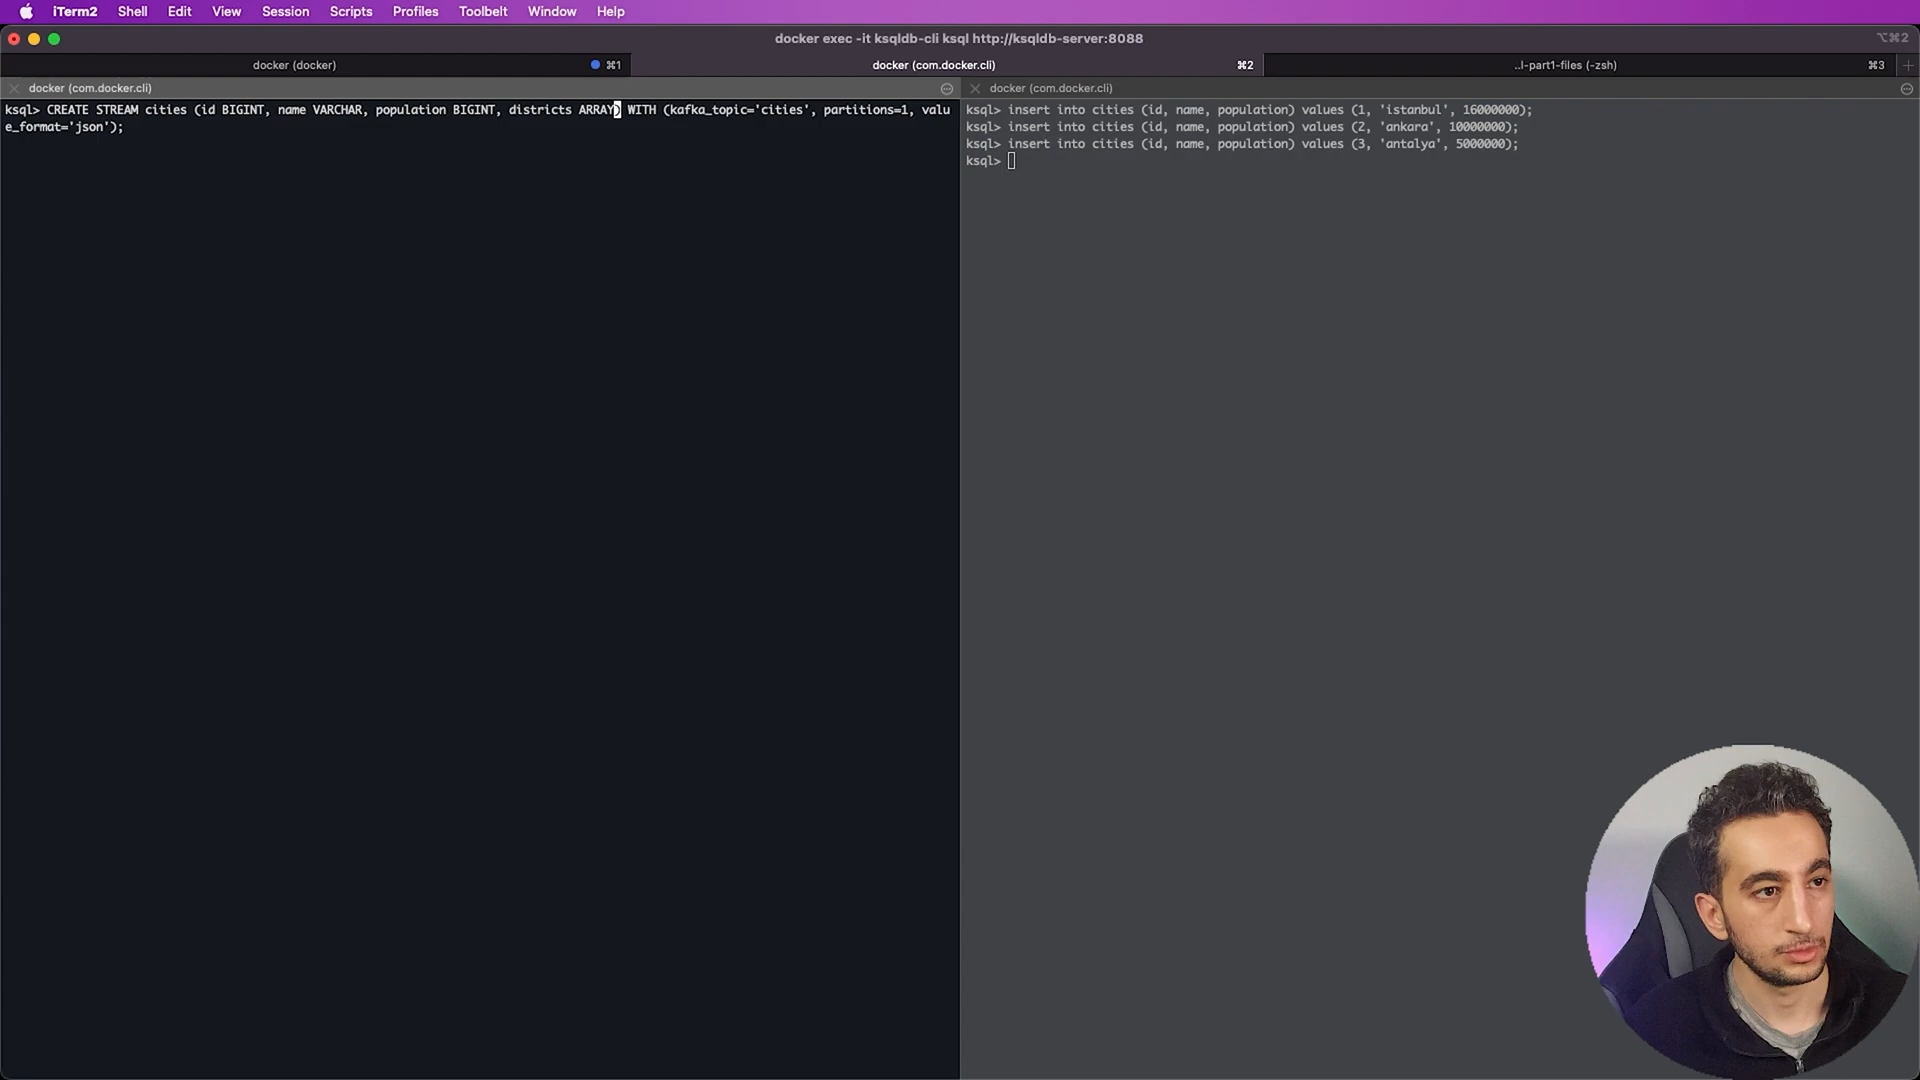 iTerm2 Shell Edit View Session Scripts Profiles Toolbelt Window Help
docker exec -it ksqldb-cli ksql http://ksqldb-server:8088
⌥⌘2
docker (docker) ⌘1
docker (com.docker.cli) ⌘2
..l-part1-files (-zsh) ⌘3
docker (com.docker.cli)
ksql> CREATE STREAM cities (id BIGINT, name VARCHAR, population BIGINT, districts ARRAY) WITH (kafka_topic='cities', partitions=1, valu
e_format='json');
docker (com.docker.cli)
ksql> insert into cities (id, name, population) values (1, 'istanbul', 16000000);
ksql> insert into cities (id, name, population) values (2, 'ankara', 10000000);
ksql> insert into cities (id, name, population) values (3, 'antalya', 5000000);
ksql>